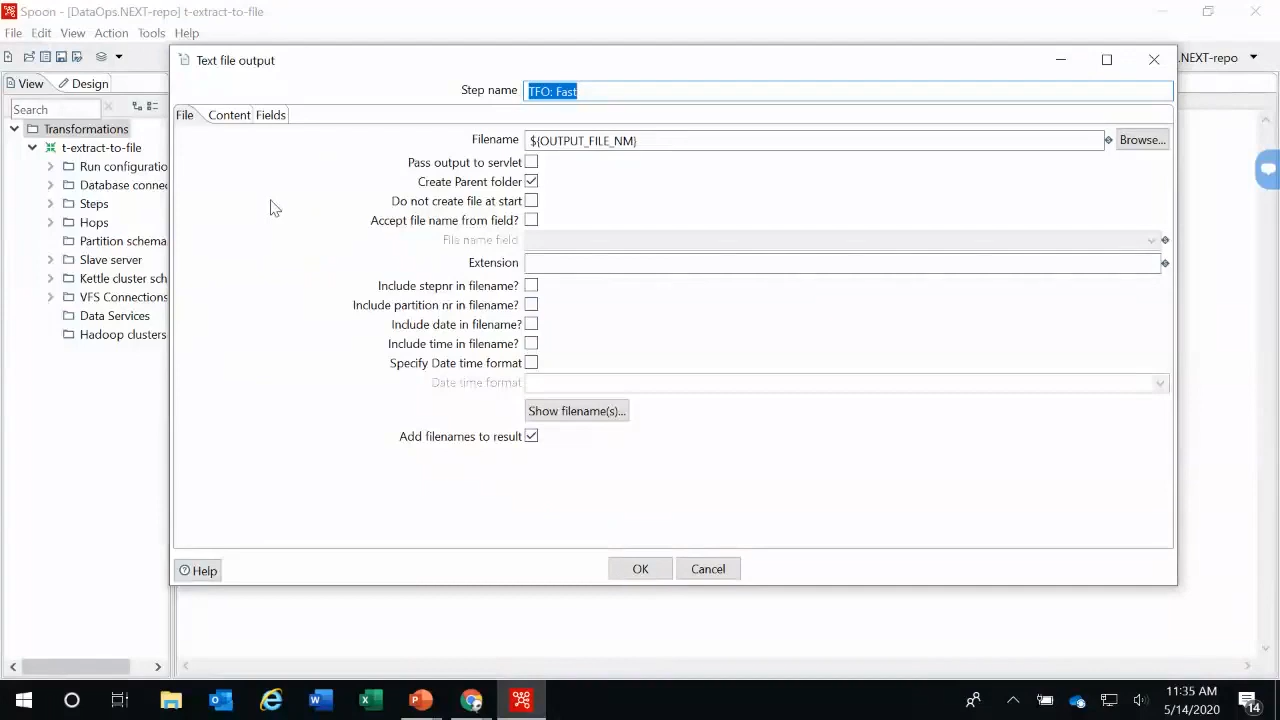 Spoon - [DataOps.NEXT-repo] t-extract-to-file
File Edit View Action Tools Help
Text file output
.NEXT-repo
View
Design
Step name
TFO: Fast
Search
File
Content
Fields
Transformations
t-extract-to-file
Run configuratio
Database connec
Steps
Hops
Partition schema
Slave server
Kettle cluster sch
VFS Connections
Data Services
Hadoop clusters
Filename
${OUTPUT_FILE_NM}
Browse...
Pass output to servlet
Create Parent folder
Do not create file at start
Accept file name from field?
File name field
Extension
Include stepnr in filename?
Include partition nr in filename?
Include date in filename?
Include time in filename?
Specify Date time format
Date time format
Show filename(s)...
Add filenames to result
Help
OK
Cancel
11:35 AM
5/14/2020
14